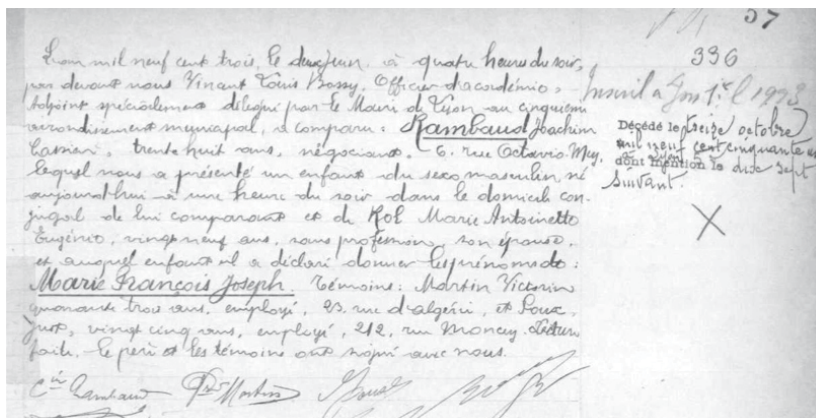 37
336
L'an mil neuf cent trois, le deux juin à quatre heures du soir,
par devant nous Vincent Louis Bossy, Officier d'académie,
Adjoint spécialement délégué par le Maire de Lyon au cinquième
arrondissement municipal, a comparu: Rambaud Joachim
Cassien, trente huit ans, négociant, 6, rue Octavio Mey,
lequel nous a présenté un enfant du sexe masculin né
aujourd'hui à une heure du soir dans le domicile con-
jugal de lui comparant et de Kol Marie Antoinette
Eugénie, vingt neuf ans, sans profession, son épouse,
et auquel enfant il a déclaré donner les prénoms de:
Marie François Joseph. Témoins: Martin Victorin
quarante trois ans, employé, 23, rue d'algérie, et
Just, vingt cinq ans, employé, 212, rue Moncey. Lecture
faite, le père et les témoins ont signé avec nous.
Décédé le treize octobre
mil neuf cent cinquante
dont mention le dix sept
suivant.
Rambaud Martin